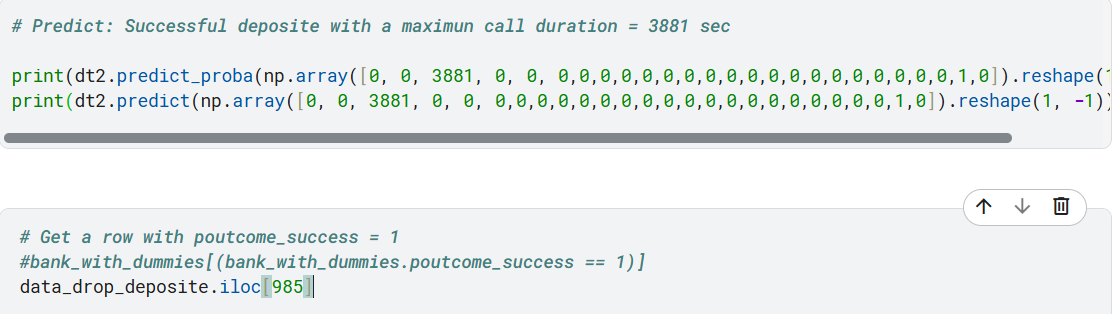 # Predict: Successful deposite with a maximun call duration = 3881 sec
print(dt2.predict_proba(np.array([0, 0, 3881, 0, 0, 0,0,0,0,0,0,0,0,0,0,0,0,0,0,0,0,0,0,0,1,0]).reshape(1
print(dt2.predict(np.array([0, 0, 3881, 0, 0, 0,0,0,0,0,0,0,0,0,0,0,0,0,0,0,0,0,0,0,1,0]).reshape(1, -1))
# Get a row with poutcome_success = 1
#bank_with_dummies[(bank_with_dummies.poutcome_success == 1)]
data_drop_deposite.iloc[985]